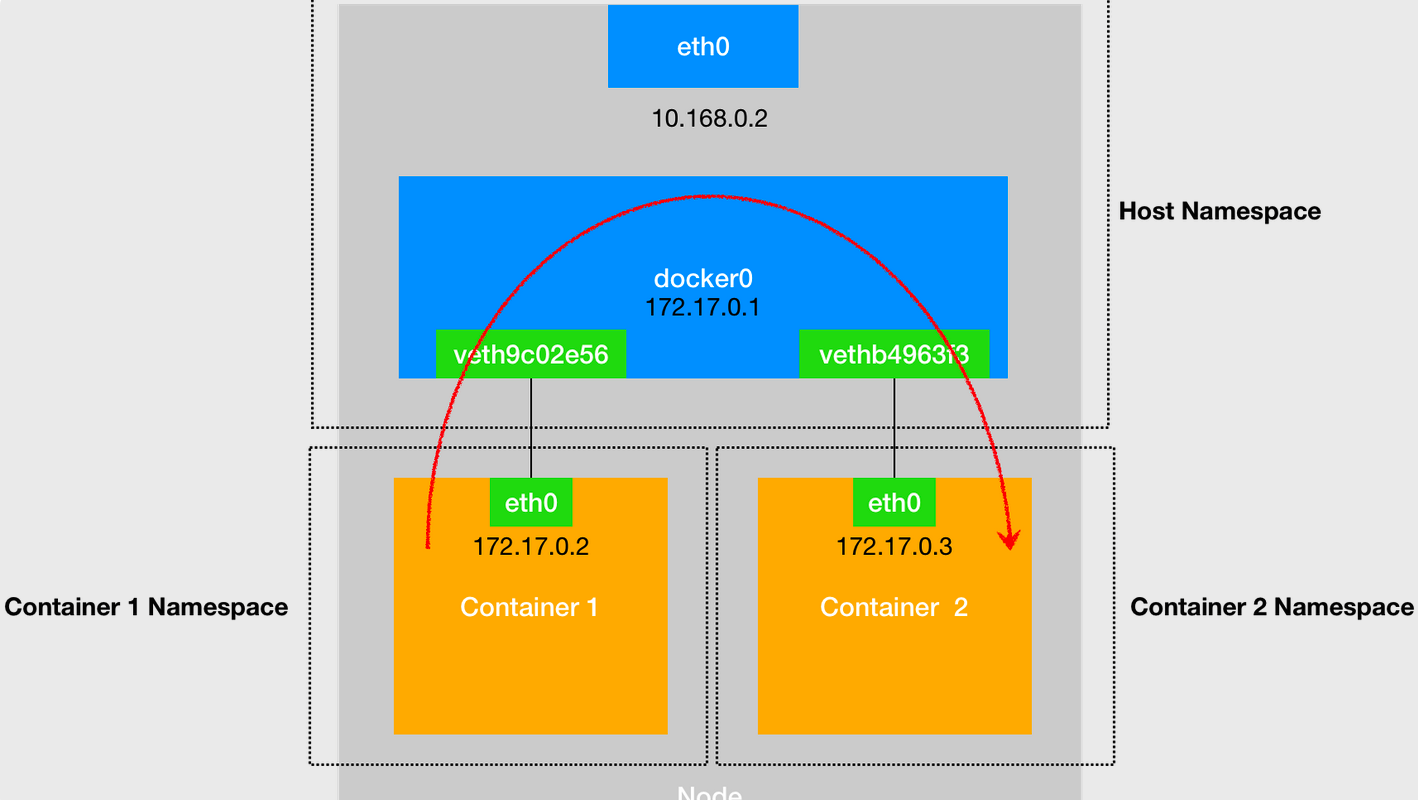 eth0
10.168.0.2
Host Namespace
docker0
172.17.0.1
veth9c02e56
vethb4963f3
eth0
eth0
172.17.0.2
172.17.0.3
Container 1 Namespace
Container 1
Container 2
Container 2 Namespace
Node